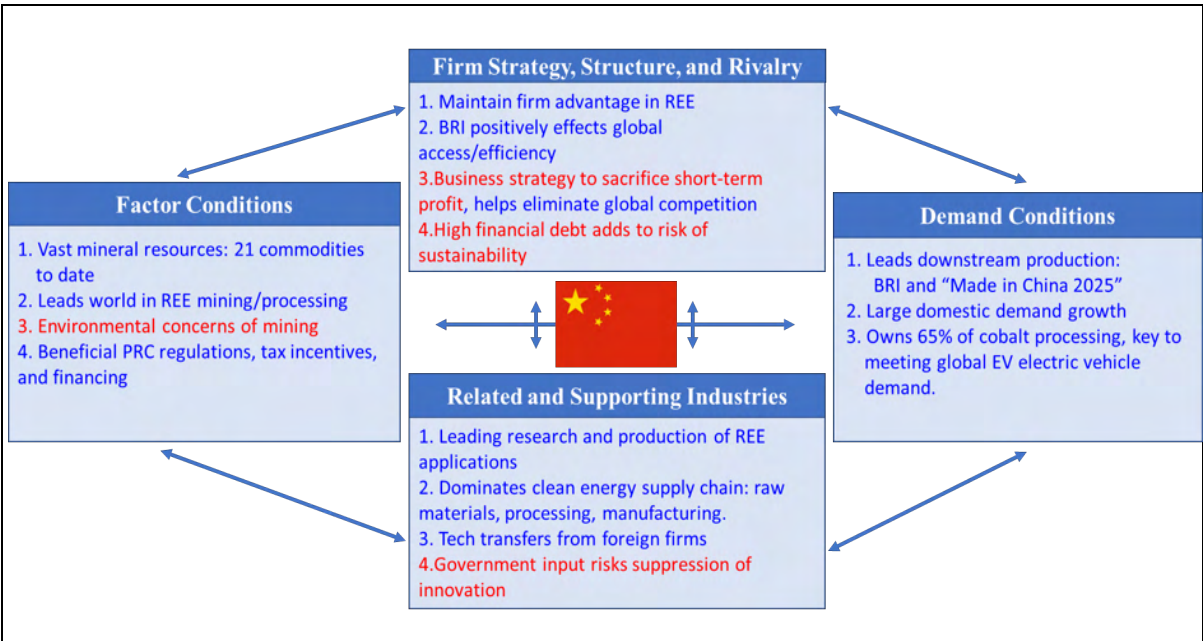 Firm Strategy, Structure, and Rivalry
1. Maintain firm advantage in REE
2. BRI positively effects global
access/efficiency
3.Business strategy to sacrifice short-term
profit, helps eliminate global competition
4.High financial debt adds to risk of
sustainability
Factor Conditions
1. Vast mineral resources: 21 commodities
to date
2. Leads world in REE mining/processing
3. Environmental concerns of mining
4. Beneficial PRC regulations, tax incentives,
and financing
Demand Conditions
1. Leads downstream production:
BRI and “Made in China 2025”
2. Large domestic demand growth
3. Owns 65% of cobalt processing, key to
meeting global EV electric vehicle
demand.
Related and Supporting Industries
1. Leading research and production of REE
applications
2. Dominates clean energy supply chain: raw
materials, processing, manufacturing.
3. Tech transfers from foreign firms
4.Government input risks suppression of
innovation